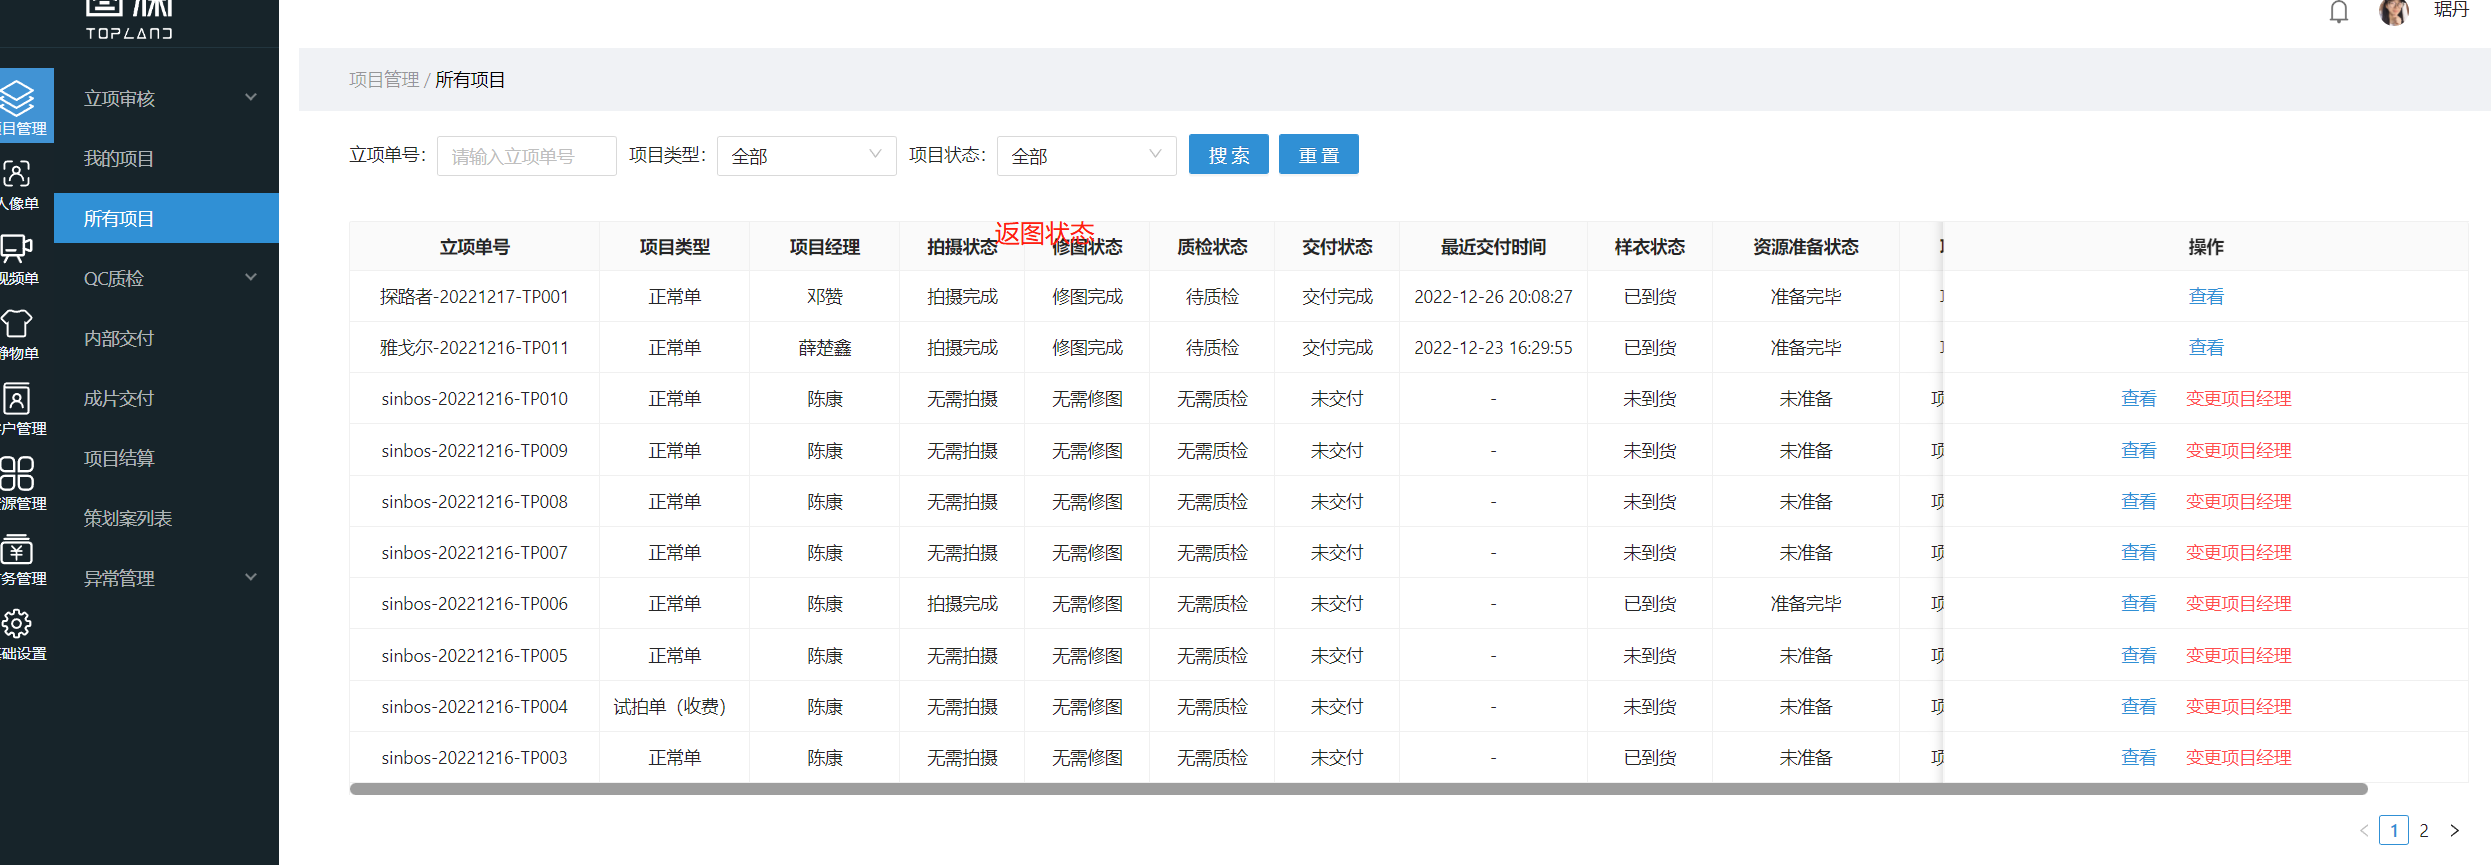 TOPLAND
琚丹
项目管理 / 所有项目
目管理
人像单
视频单
静物单
户管理
源管理
务管理
础设置
立项审核
我的项目
所有项目
QC质检
内部交付
成片交付
项目结算
策划案列表
异常管理
立项单号: 请输入立项单号 项目类型: 全部 项目状态: 全部 搜索 重置
返图状态
立项单号 项目类型 项目经理 拍摄状态 修图状态 质检状态 交付状态 最近交付时间 样衣状态 资源准备状态 操作
探路者-20221217-TP001 正常单 邓赞 拍摄完成 修图完成 待质检 交付完成 2022-12-26 20:08:27 已到货 准备完毕 查看
雅戈尔-20221216-TP011 正常单 薛楚鑫 拍摄完成 修图完成 待质检 交付完成 2022-12-23 16:29:55 已到货 准备完毕 查看
sinbos-20221216-TP010 正常单 陈康 无需拍摄 无需修图 无需质检 未交付 - 未到货 未准备 项 查看 变更项目经理
sinbos-20221216-TP009 正常单 陈康 无需拍摄 无需修图 无需质检 未交付 - 未到货 未准备 项 查看 变更项目经理
sinbos-20221216-TP008 正常单 陈康 无需拍摄 无需修图 无需质检 未交付 - 未到货 未准备 项 查看 变更项目经理
sinbos-20221216-TP007 正常单 陈康 无需拍摄 无需修图 无需质检 未交付 - 未到货 未准备 项 查看 变更项目经理
sinbos-20221216-TP006 正常单 陈康 拍摄完成 无需修图 无需质检 未交付 - 已到货 准备完毕 项 查看 变更项目经理
sinbos-20221216-TP005 正常单 陈康 无需拍摄 无需修图 无需质检 未交付 - 未到货 未准备 项 查看 变更项目经理
sinbos-20221216-TP004 试拍单（收费） 陈康 无需拍摄 无需修图 无需质检 未交付 - 未到货 未准备 项 查看 变更项目经理
sinbos-20221216-TP003 正常单 陈康 无需拍摄 无需修图 无需质检 未交付 - 已到货 未准备 项 查看 变更项目经理
< 1 2 >